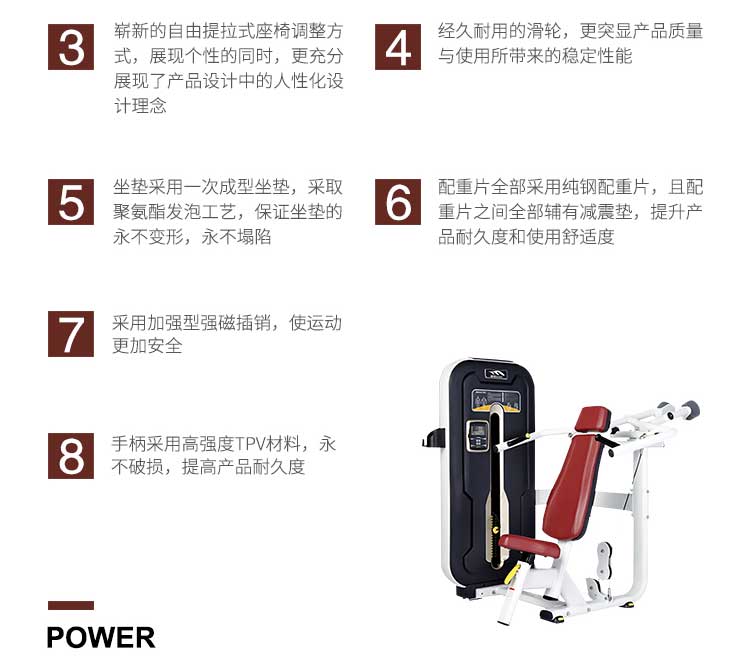 3
崭新的自由提拉式座椅调整方
式，展现个性的同时，更充分
展现了产品设计中的人性化设
计理念
4
经久耐用的滑轮，更突显产品质量
与使用所带来的稳定性能
5
坐垫采用一次成型坐垫，采取
聚氨酯发泡工艺，保证坐垫的
永不变形，永不塌陷
6
配重片全部采用纯钢配重片，且配
重片之间全部辅有减震垫，提升产
品耐久度和使用舒适度
7
采用加强型强磁插销，使运动
更加安全
8
手柄采用高强度TPV材料，永
不破损，提高产品耐久度
POWER